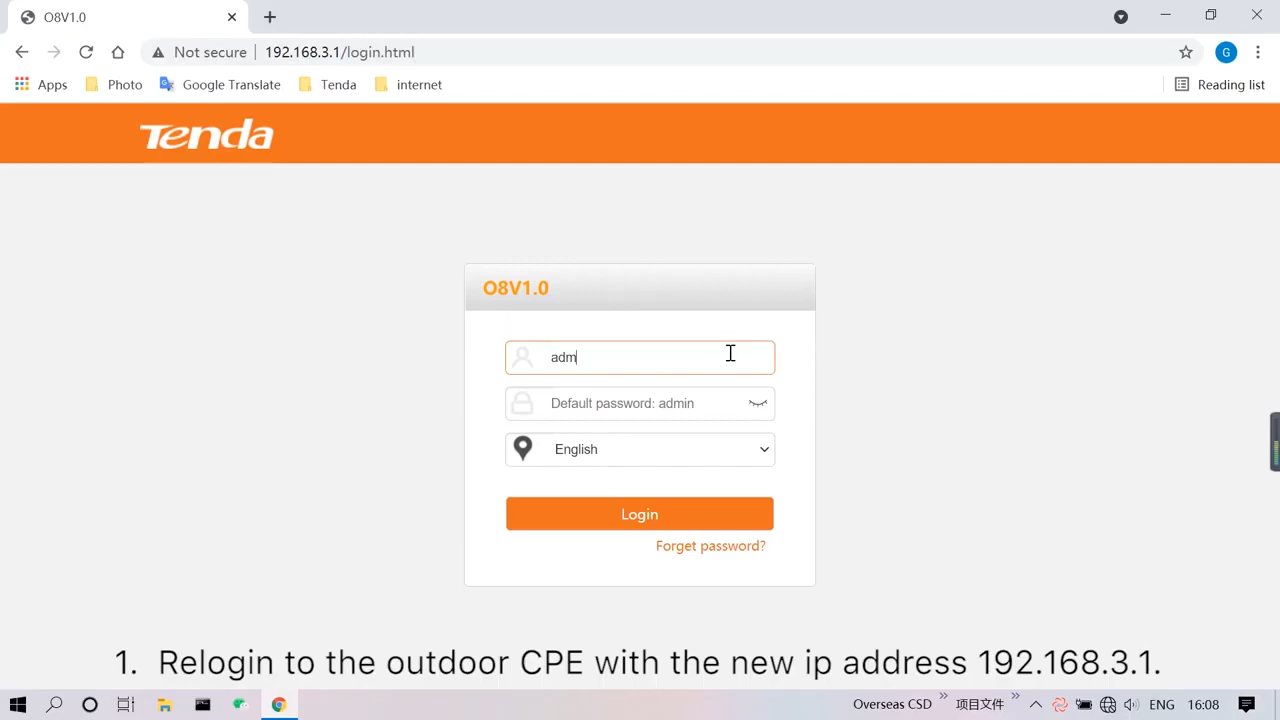 O8V1.0
Not secure 192.168.3.1/login.html
G
Apps Photo Google Translate Tenda internet Reading list
Tenda
O8V1.0
adm
Default password: admin
English
Login
Forget password?
1. Relogin to the outdoor CPE with the new ip address 192.168.3.1.
Overseas CSD » 项目文件 » ENG 16:08